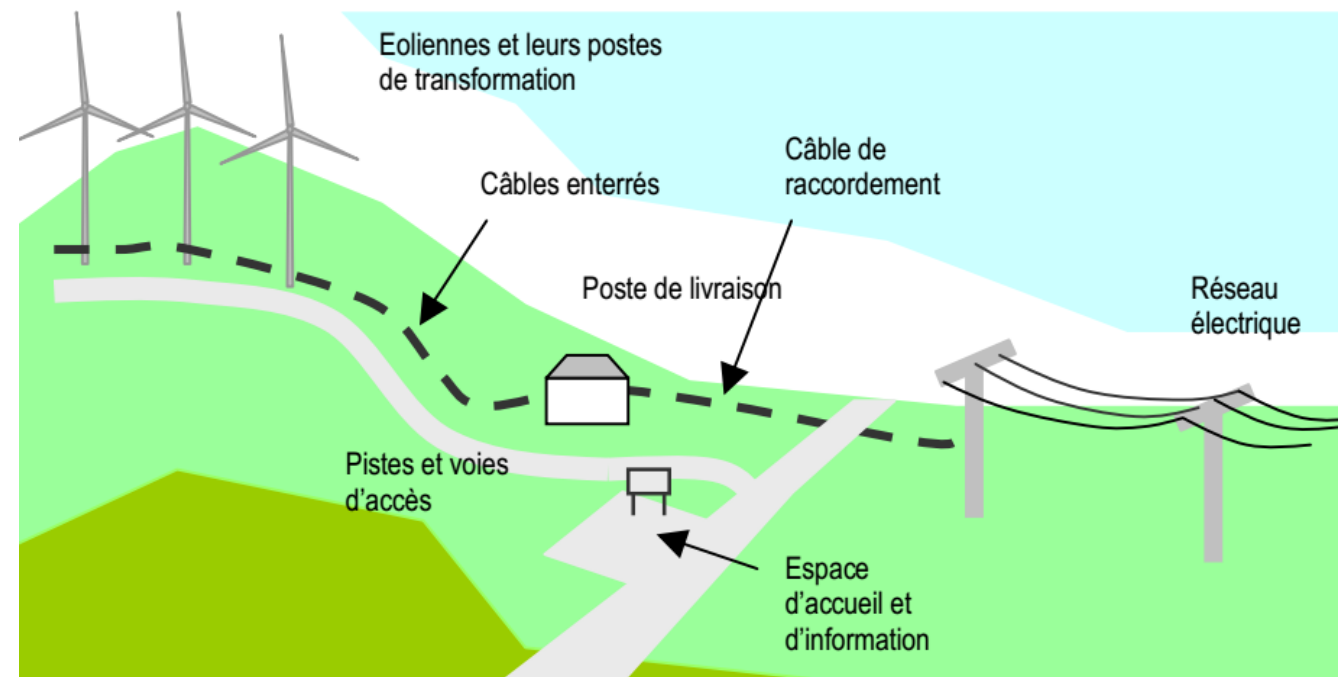 Eoliennes et leurs postes
de transformation
Câble de
raccordement
Câbles enterrés
Poste de livraison
Réseau
électrique
Pistes et voies
d'accès
Espace
d'accueil et
d'information